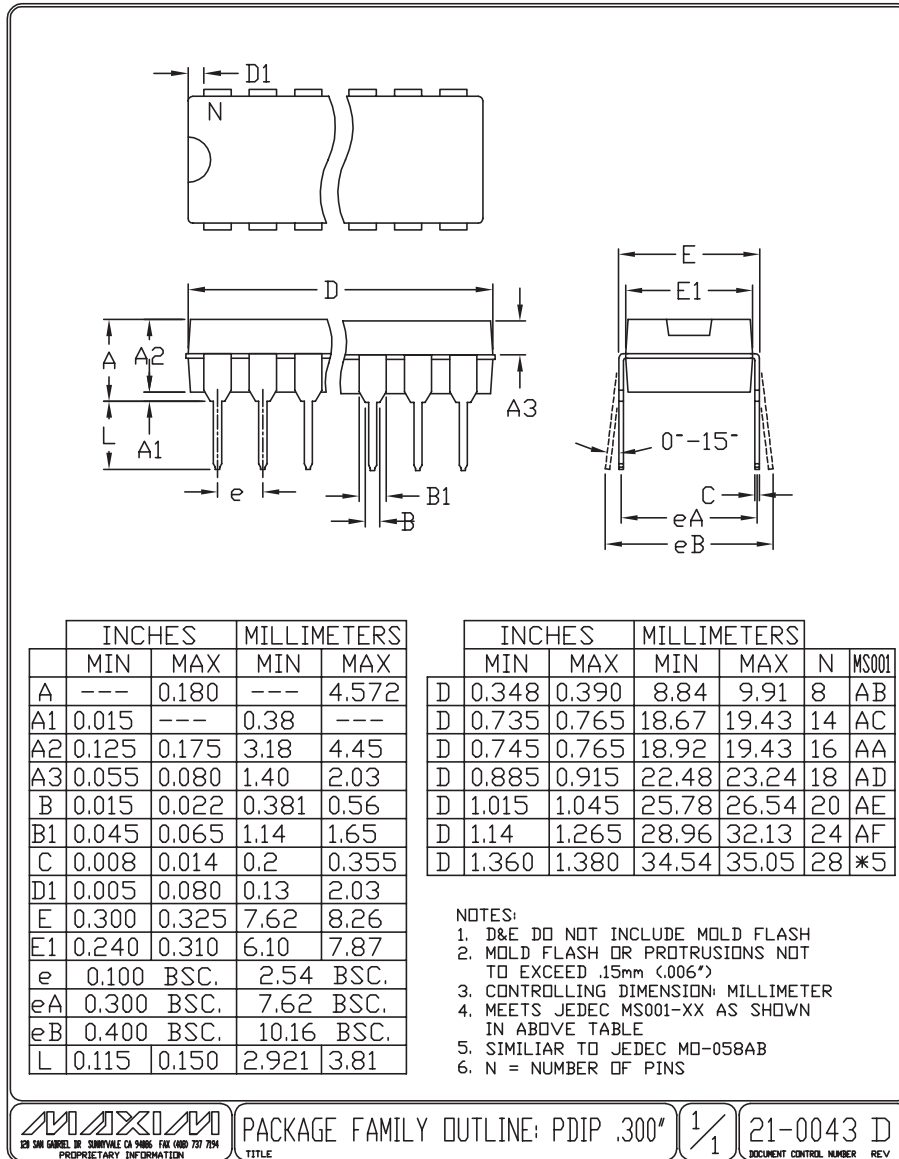 D1
N
D
E
E1
A
A2
A3
L
A1
0°-15°
e
B1
B
C
eA
eB
INCHES MILLIMETERS
MIN MAX MIN MAX
A --- 0.180 --- 4.572
A1 0.015 --- 0.38 ---
A2 0.125 0.175 3.18 4.45
A3 0.055 0.080 1.40 2.03
B 0.015 0.022 0.381 0.56
B1 0.045 0.065 1.14 1.65
C 0.008 0.014 0.2 0.355
D1 0.005 0.080 0.13 2.03
E 0.300 0.325 7.62 8.26
E1 0.240 0.310 6.10 7.87
e 0.100 BSC. 2.54 BSC.
eA 0.300 BSC. 7.62 BSC.
eB 0.400 BSC. 10.16 BSC.
L 0.115 0.150 2.921 3.81
INCHES MILLIMETERS
MIN MAX MIN MAX N MS001
D 0.348 0.390 8.84 9.91 8 AB
D 0.735 0.765 18.67 19.43 14 AC
D 0.745 0.765 18.92 19.43 16 AA
D 0.885 0.915 22.48 23.24 18 AD
D 1.015 1.045 25.78 26.54 20 AE
D 1.14 1.265 28.96 32.13 24 AF
D 1.360 1.380 34.54 35.05 28 *5
NOTES:
1. D&E DO NOT INCLUDE MOLD FLASH
2. MOLD FLASH OR PROTRUSIONS NOT
TO EXCEED .15mm (.006")
3. CONTROLLING DIMENSION: MILLIMETER
4. MEETS JEDEC MS001-XX AS SHOWN
IN ABOVE TABLE
5. SIMILIAR TO JEDEC MO-058AB
6. N = NUMBER OF PINS
MAXIM
120 SAN GABRIEL DR SUNNYVALE CA 94086 FAX (408) 737 7194
PROPRIETARY INFORMATION
PACKAGE FAMILY OUTLINE: PDIP .300"
TITLE
1/1
21-0043 D
DOCUMENT CONTROL NUMBER REV